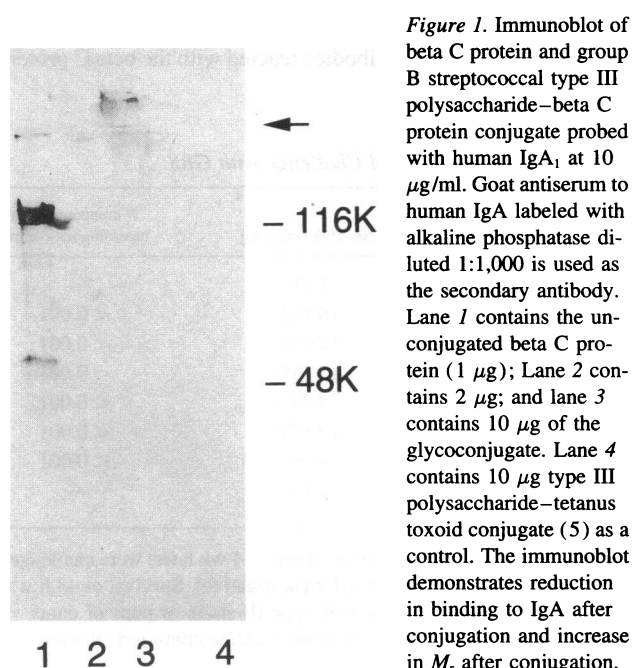 Figure 1. Immunoblot of
beta C protein and group
B streptococcal type III
polysaccharide–beta C
protein conjugate probed
with human IgA₁ at 10
μg/ml. Goat antiserum to
human IgA labeled with
alkaline phosphatase di-
luted 1:1,000 is used as
the secondary antibody.
Lane 1 contains the un-
conjugated beta C pro-
tein (1 μg); Lane 2 con-
tains 2 μg; and lane 3
contains 10 μg of the
glycoconjugate. Lane 4
contains 10 μg type III
polysaccharide–tetanus
toxoid conjugate (5) as a
control. The immunoblot
demonstrates reduction
in binding to IgA after
conjugation and increase
in Mr after conjugation.
– 116K
– 48K
1 2 3 4